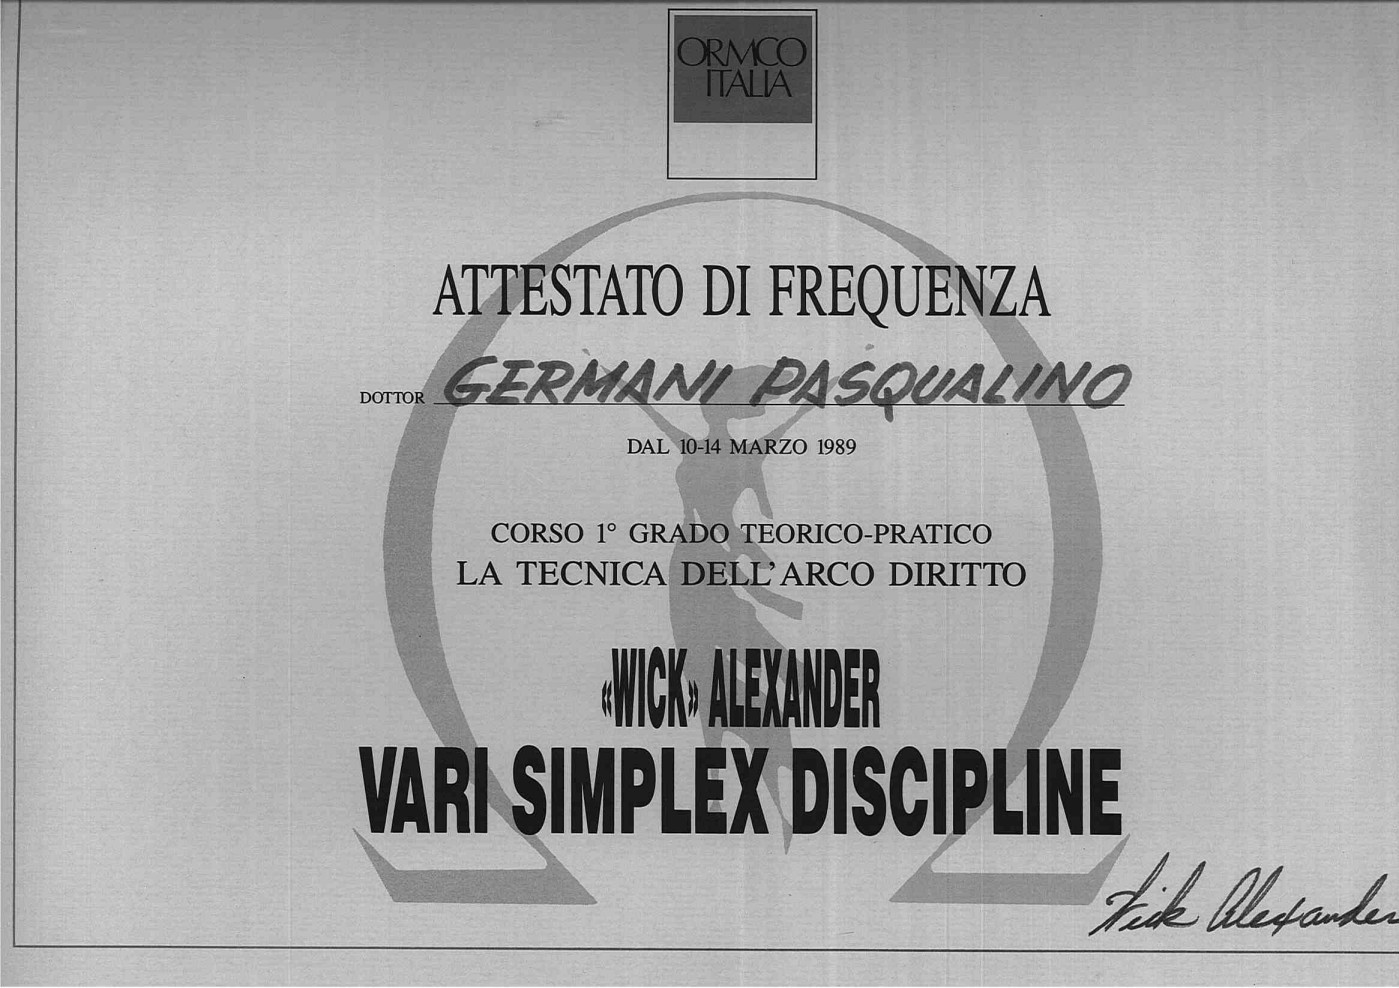 ORMCO
ITALIA
ATTESTATO DI FREQUENZA
DOTTOR GERMANI PASQUALINO
DAL 10-14 MARZO 1989
CORSO 1° GRADO TEORICO-PRATICO
LA TECNICA DELL'ARCO DIRITTO
«WICK» ALEXANDER
VARI SIMPLEX DISCIPLINE
Wick Alexander